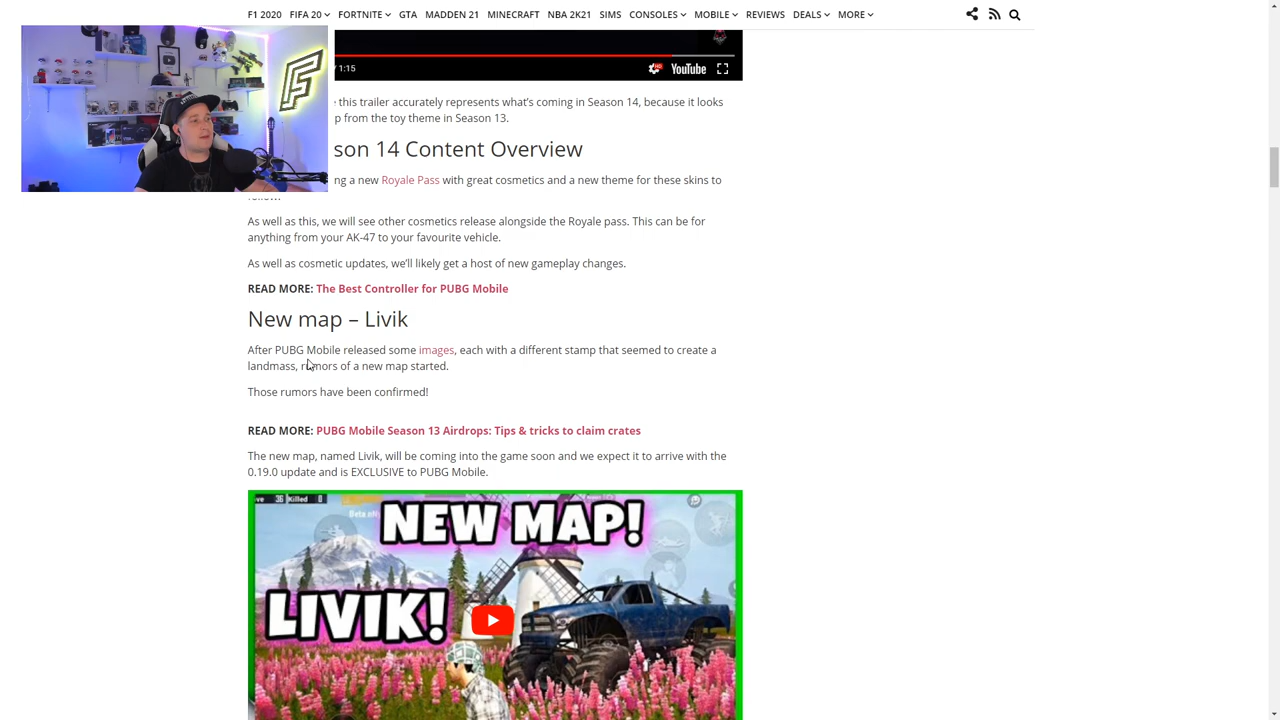 F1 2020 FIFA 20 FORTNITE GTA MADDEN 21 MINECRAFT NBA 2K21 SIMS CONSOLES MOBILE REVIEWS DEALS MORE
/ 1:15
HD
YouTube
this trailer accurately represents what's coming in Season 14, because it looks
p from the toy theme in Season 13.
son 14 Content Overview
ng a new Royale Pass with great cosmetics and a new theme for these skins to
follow.
As well as this, we will see other cosmetics release alongside the Royale pass. This can be for
anything from your AK-47 to your favourite vehicle.
As well as cosmetic updates, we'll likely get a host of new gameplay changes.
READ MORE: The Best Controller for PUBG Mobile
New map – Livik
After PUBG Mobile released some images, each with a different stamp that seemed to create a
landmass, rumors of a new map started.
Those rumors have been confirmed!
READ MORE: PUBG Mobile Season 13 Airdrops: Tips & tricks to claim crates
The new map, named Livik, will be coming into the game soon and we expect it to arrive with the
0.19.0 update and is EXCLUSIVE to PUBG Mobile.
ve 36 Killed 0
NEW MAP!
LIVIK!